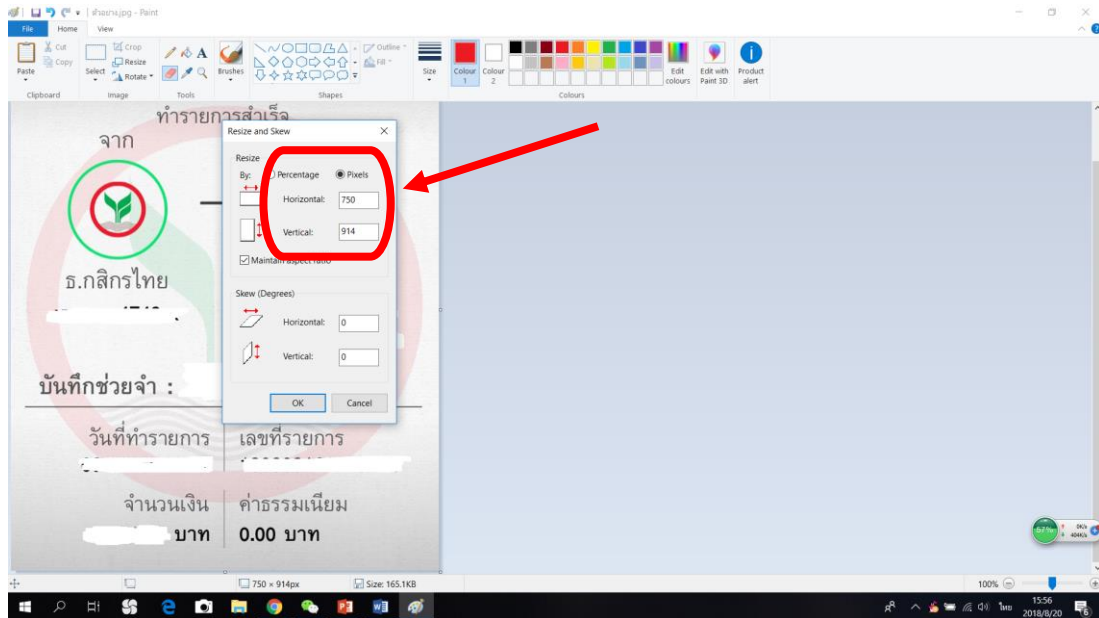 ตัวอย่าง.jpg - Paint
File Home View
Paste Cut Copy Clipboard
Select Crop Resize Rotate Image
A Tools
Brushes
Outline Fill Shapes
Size
Colour 1 Colour 2 Colours
Edit colours
Edit with Paint 3D
Product alert
i
ทำรายการสำเร็จ
จาก
ธ.กสิกรไทย
บันทึกช่วยจำ :
วันที่ทำรายการ เลขที่รายการ
จำนวนเงิน ค่าธรรมเนียม
บาท 0.00 บาท
Resize and Skew
Resize
By: Percentage Pixels
Horizontal: 750
Vertical: 914
Maintain aspect ratio
Skew (Degrees)
Horizontal: 0
Vertical: 0
OK Cancel
67%
0K/s
750 × 914px Size: 165.1KB 100%
ไทย 15:56
2018/8/20